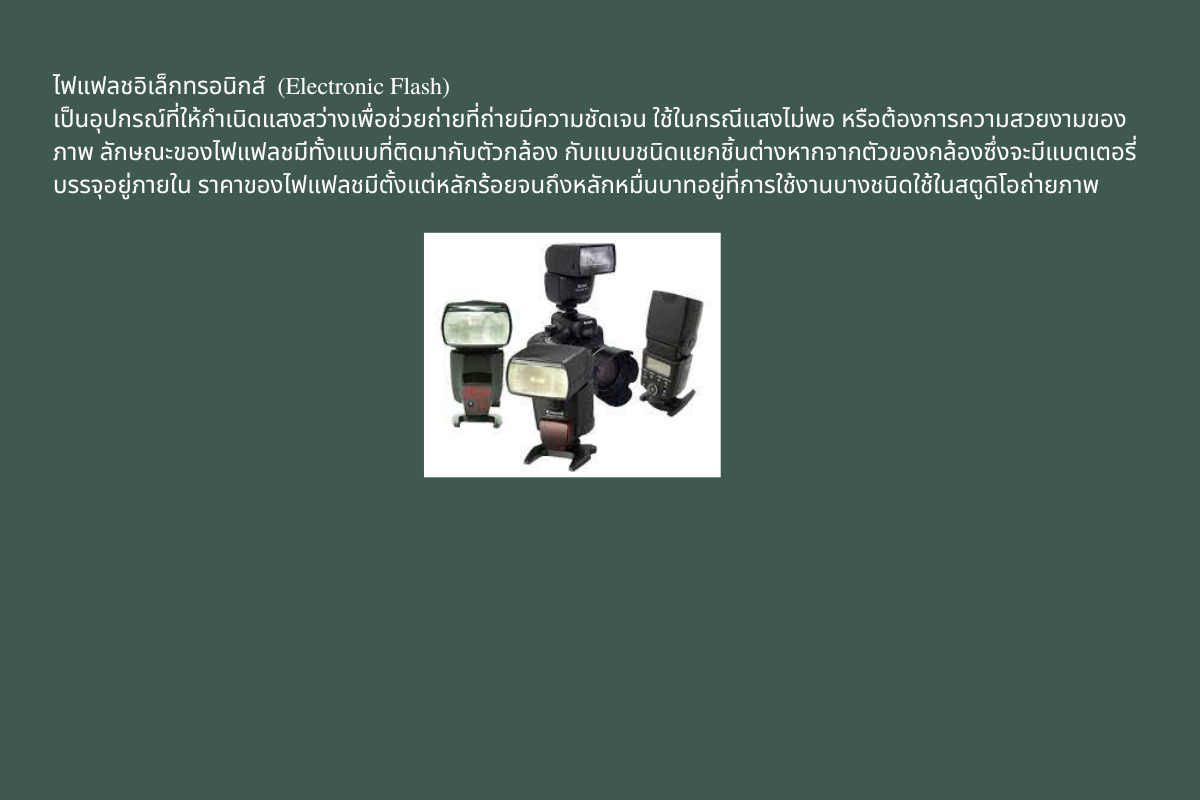 ไฟแฟลชอิเล็กทรอนิกส์ (Electronic Flash)
เป็นอุปกรณ์ที่ให้กำเนิดแสงสว่างเพื่อช่วยถ่ายที่ถ่ายมีความชัดเจน ใช้ในกรณีแสงไม่พอ หรือต้องการความสวยงามของ
ภาพ ลักษณะของไฟแฟลชมีทั้งแบบที่ติดมากับตัวกล้อง กับแบบชนิดแยกชิ้นต่างหากจากตัวของกล้องซึ่งจะมีแบตเตอรี่
บรรจุอยู่ภายใน ราคาของไฟแฟลชมีตั้งแต่หลักร้อยจนถึงหลักหมื่นบาทอยู่ที่การใช้งานบางชนิดใช้ในสตูดิโอถ่ายภาพ